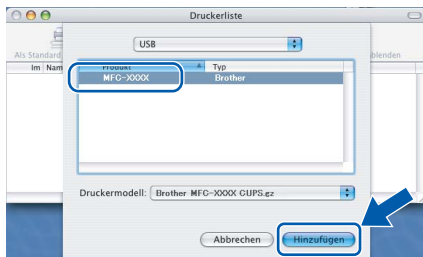 Druckerliste
USB
Als Standard
blenden
Im Nam
Produkt Typ
MFC-XXXX Brother
Druckermodell: Brother MFC-XXXX CUPS.gz
Abbrechen Hinzufügen